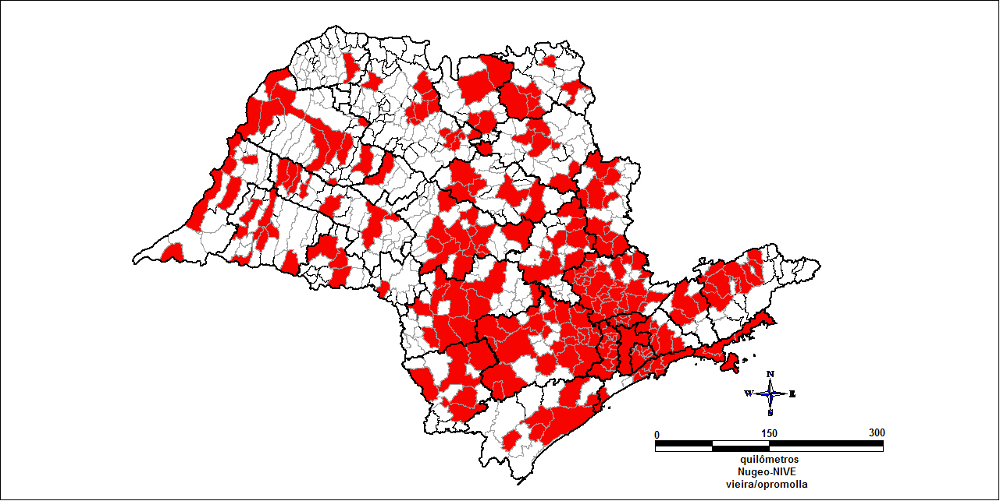 N
W E
S
0 150 300
quilômetros
Nugeo-NIVE
vieira/opromolla